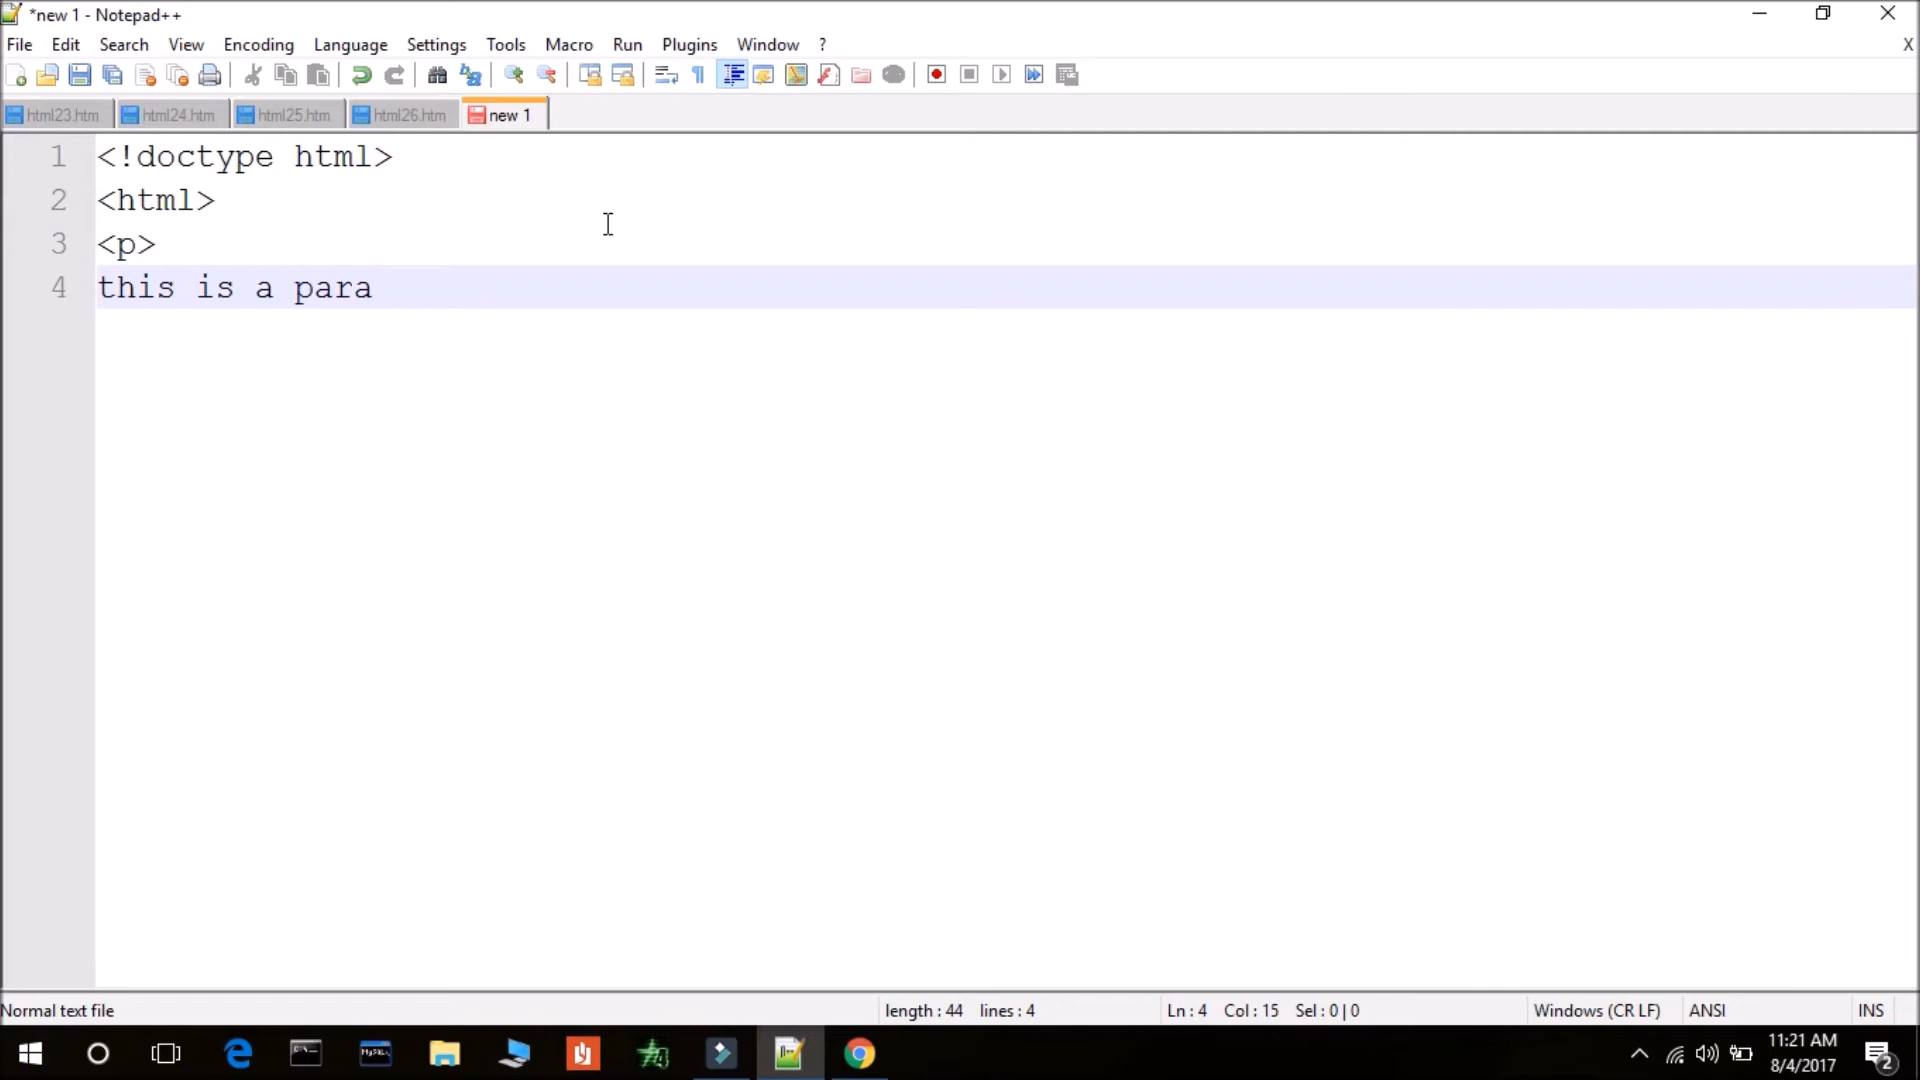 *new 1 - Notepad++
File Edit Search View Encoding Language Settings Tools Macro Run Plugins Window ? X
html23.htm html24.htm html25.htm html26.htm new 1
1 <!doctype html>
2 <html>
3 <p>
4 this is a para
Normal text file length : 44 lines : 4 Ln : 4 Col : 15 Sel : 0 | 0 Windows (CR LF) ANSI INS
11:21 AM
8/4/2017
2